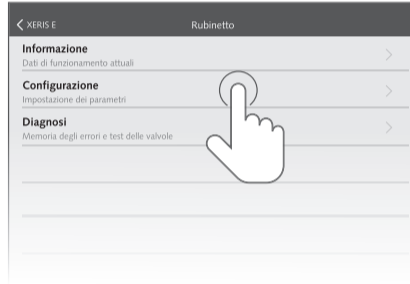 XERIS E
Rubinetto
Informazione
Dati di funzionamento attuali
Configurazione
Impostazione dei parametri
Diagnosi
Memoria degli errori e test delle valvole